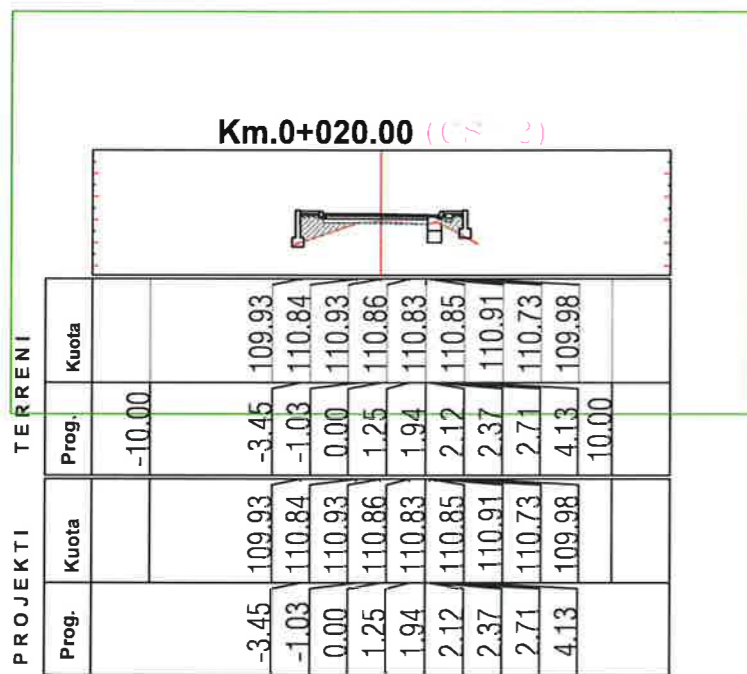 Km.0+020.00
TERRENI
Kuota 109.93 110.84 110.93 110.86 110.83 110.85 110.91 110.73 109.98
Prog. -10.00 -3.45 -1.03 0.00 1.25 1.94 2.12 2.37 2.71 4.13 10.00
PROJEKTI
Kuota 109.93 110.84 110.93 110.86 110.83 110.85 110.91 110.73 109.98
Prog. -3.45 -1.03 0.00 1.25 1.94 2.12 2.37 2.71 4.13